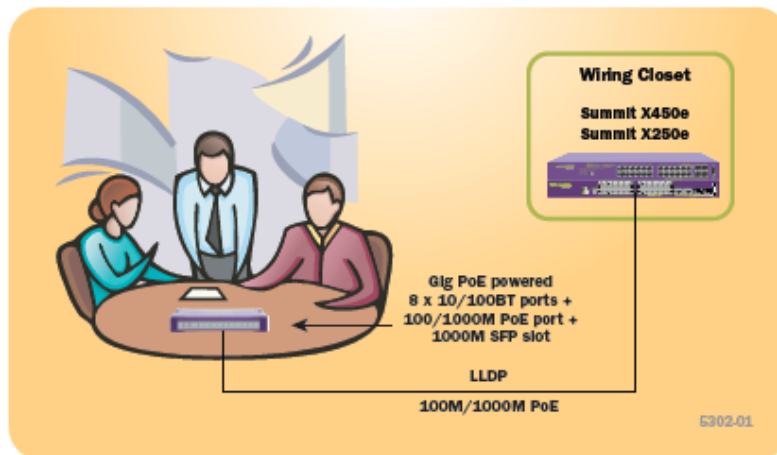 Wiring Closet
Summit X450e
Summit X250e
Gig PoE powered
8 x 10/100BT ports +
100/1000M PoE port +
1000M SFP slot
LLDP
100M/1000M PoE
5302-01